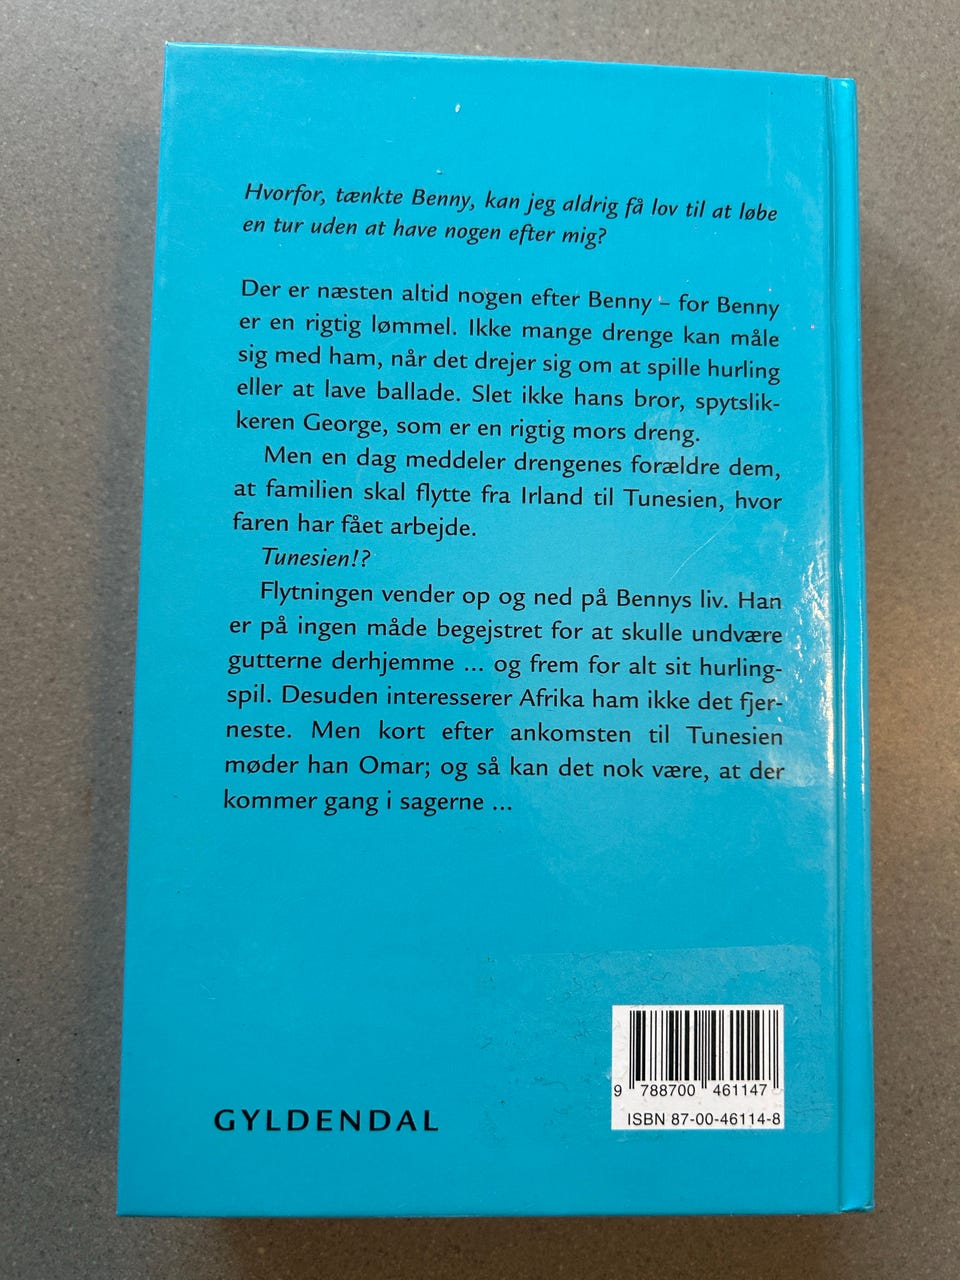 Hvorfor, tænkte Benny, kan jeg aldrig få lov til at løbe
en tur uden at have nogen efter mig?
Der er næsten altid nogen efter Benny – for Benny
er en rigtig lømmel. Ikke mange drenge kan måle
sig med ham, når det drejer sig om at spille hurling
eller at lave ballade. Slet ikke hans bror, spytslik-
keren George, som er en rigtig mors dreng.
Men en dag meddeler drengenes forældre dem,
at familien skal flytte fra Irland til Tunesien, hvor
faren har fået arbejde.
Tunesien!?
Flytningen vender op og ned på Bennys liv. Han
er på ingen måde begejstret for at skulle undvære
gutterne derhjemme ... og frem for alt sit hurling-
spil. Desuden interesserer Afrika ham ikke det fjer-
neste. Men kort efter ankomsten til Tunesien
møder han Omar; og så kan det nok være, at der
kommer gang i sagerne ...
9 788700 461147
ISBN 87-00-46114-8
GYLDENDAL